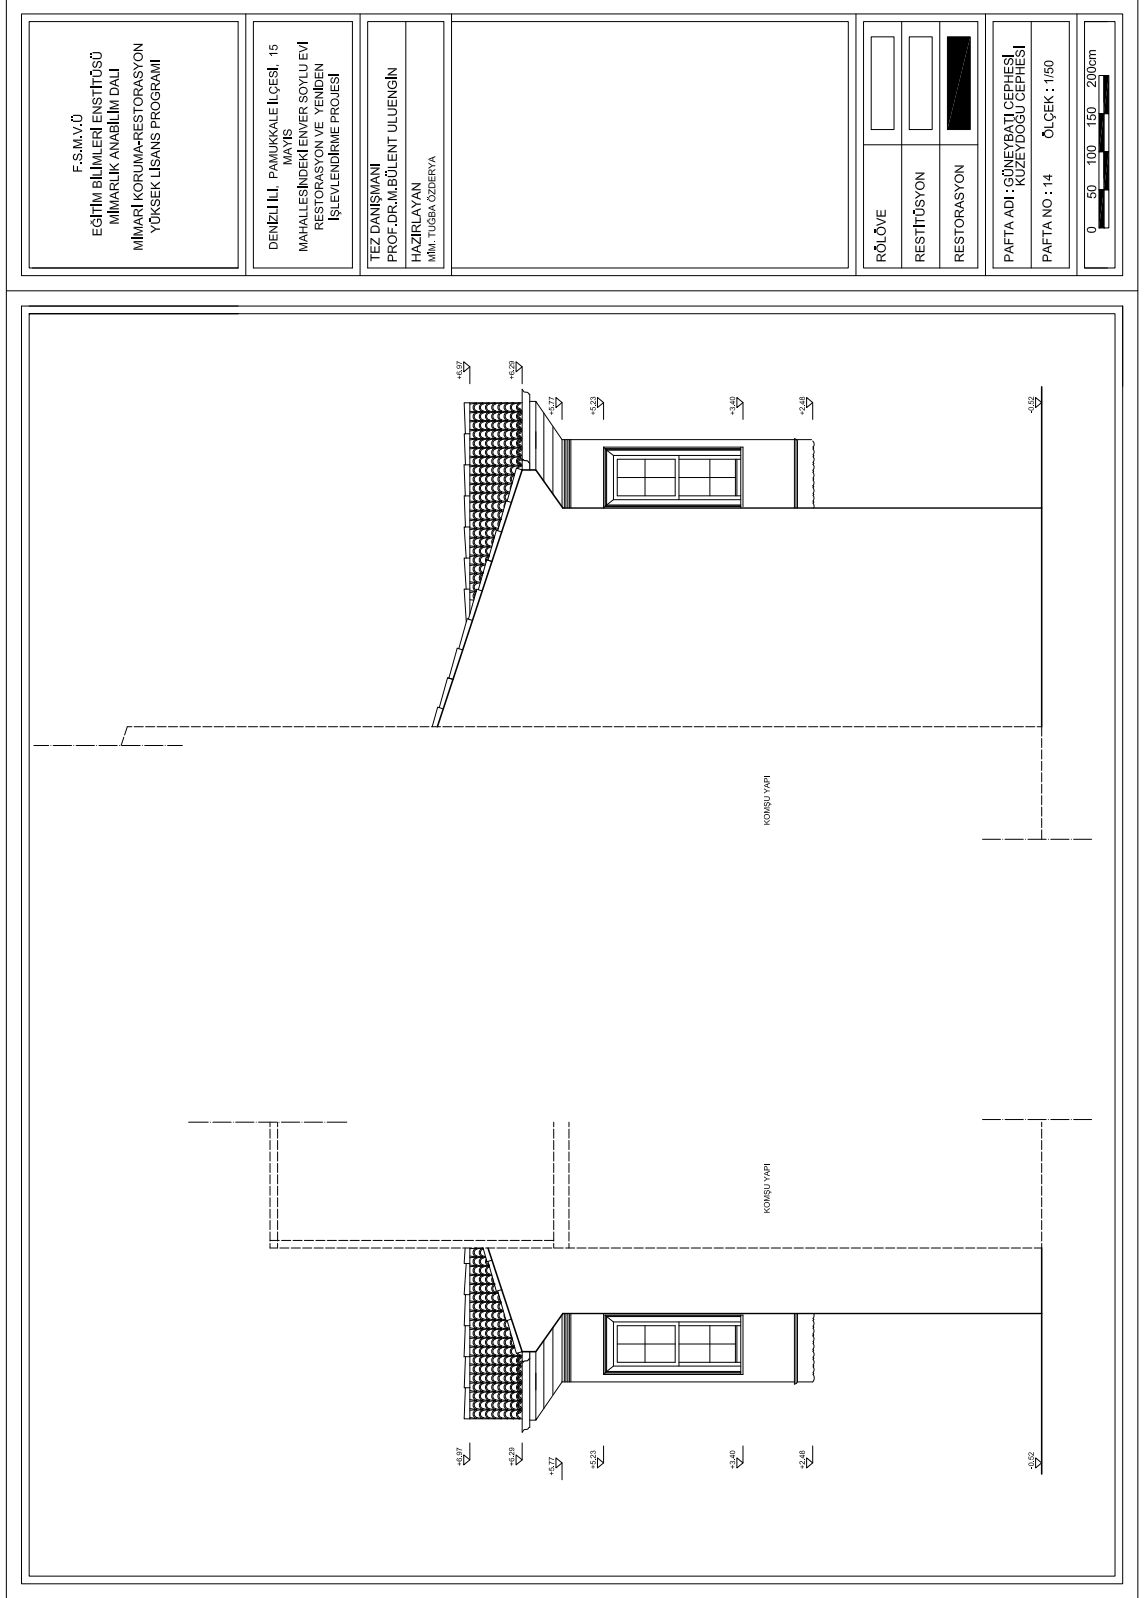 F.S.M.V.Ü
EĞİTİM BİLİMLERİ ENSTİTÜSÜ
MİMARLIK ANABİLİM DALI
MİMARİ KORUMA-RESTORASYON
YÜKSEK LİSANS PROGRAMI
DENİZLİ İLİ, PAMUKKALE İLÇESİ, 15
MAYIS
MAHALLESİNDEKİ ENVER SOYLU EVİ
RESTORASYON VE YENİDEN
İŞLEVLENDİRME PROJESİ
TEZ DANIŞMANI
PROF.DR.M.BÜLENT ULUENGİN
HAZIRLAYAN
MİM. TUĞBA ÖZDERYA
RÖLÖVE
RESTİTÜSYON
RESTORASYON
PAFTA ADI : GÜNEYBATI CEPHESİ
KUZEYDOĞU CEPHESİ
PAFTA NO : 14 ÖLÇEK : 1/50
0 50 100 150 200cm
+6.97
+6.29
+5.77
+5.23
+3.40
+2.48
-0.52
KOMŞU YAPI
KOMŞU YAPI
+6.97
+6.29
+5.77
+5.23
+3.40
+2.48
-0.52